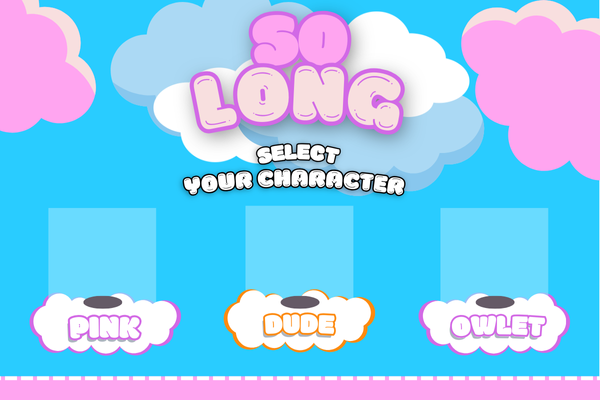 SO
LONG
SELECT
YOUR CHARACTER
PINK
DUDE
OWLET